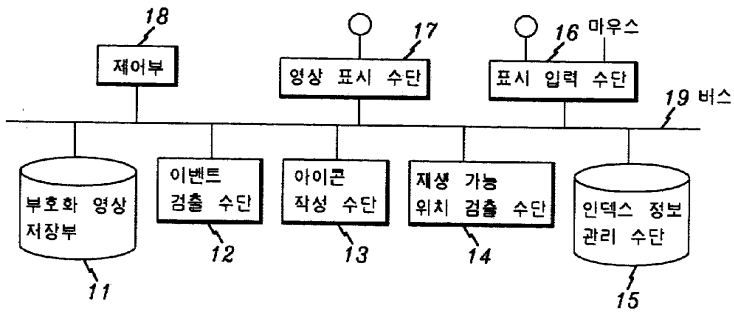 18
제어부
17
영상 표시 수단
16
마우스
표시 입력 수단
19 버스
부호화 영상
저장부
11
이벤트
검출 수단
12
아이콘
작성 수단
13
재생 가능
위치 검출 수단
14
인덱스 정보
관리 수단
15